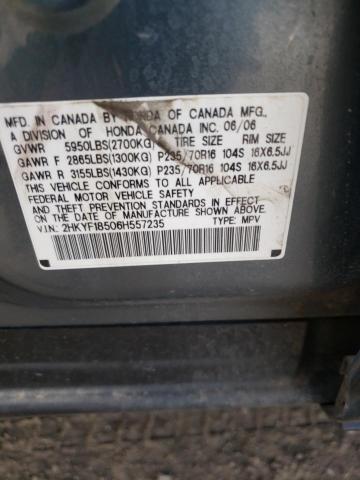 MFD. IN CANADA BY HONDA OF CANADA MFG.,
A DIVISION OF HONDA CANADA INC. 06/06
GVWR 5950LBS(2700KG) TIRE SIZE RIM SIZE
GAWR F 2865LBS(1300KG) P235/70R16 104S 16X6.5JJ
GAWR R 3155LBS(1430KG) P235/70R16 104S 16X6.5JJ
THIS VEHICLE CONFORMS TO ALL APPLICABLE
FEDERAL MOTOR VEHICLE SAFETY
AND THEFT PREVENTION STANDARDS IN EFFECT ON
THE DATE OF MANUFACTURE SHOWN ABOVE.
V.I.N.: 2HKYF18506H557235 TYPE: MPV